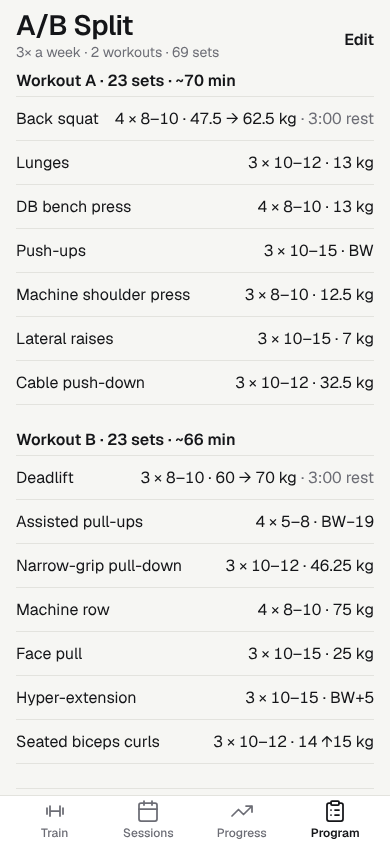 A/B Split
3× a week · 2 workouts · 69 sets
Edit
Workout A · 23 sets · ~70 min
Back squat 4 × 8–10 · 47.5 → 62.5 kg · 3:00 rest
Lunges 3 × 10–12 · 13 kg
DB bench press 4 × 8–10 · 13 kg
Push-ups 3 × 10–15 · BW
Machine shoulder press 3 × 8–10 · 12.5 kg
Lateral raises 3 × 10–15 · 7 kg
Cable push-down 3 × 10–12 · 32.5 kg
Workout B · 23 sets · ~66 min
Deadlift 3 × 8–10 · 60 → 70 kg · 3:00 rest
Assisted pull-ups 4 × 5–8 · BW−19
Narrow-grip pull-down 3 × 10–12 · 46.25 kg
Machine row 4 × 8–10 · 75 kg
Face pull 3 × 10–15 · 25 kg
Hyper-extension 3 × 10–15 · BW+5
Seated biceps curls 3 × 10–12 · 14 ↑15 kg
Train Sessions Progress Program